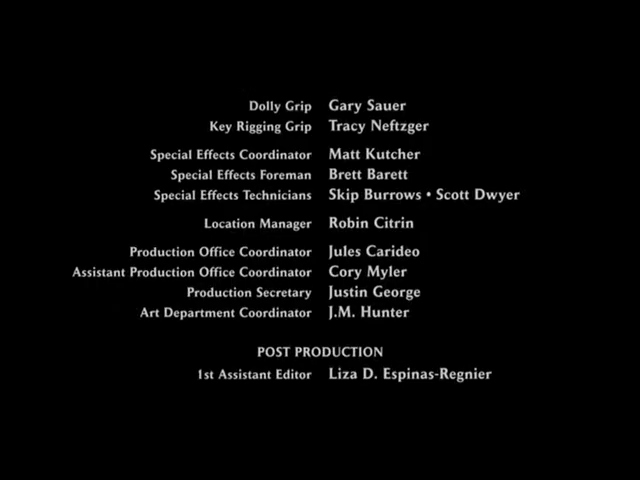 Dolly Grip Gary Sauer
Key Rigging Grip Tracy Neftzger
Special Effects Coordinator Matt Kutcher
Special Effects Foreman Brett Barett
Special Effects Technicians Skip Burrows • Scott Dwyer
Location Manager Robin Citrin
Production Office Coordinator Jules Carideo
Assistant Production Office Coordinator Cory Myler
Production Secretary Justin George
Art Department Coordinator J.M. Hunter
POST PRODUCTION
1st Assistant Editor Liza D. Espinas-Regnier